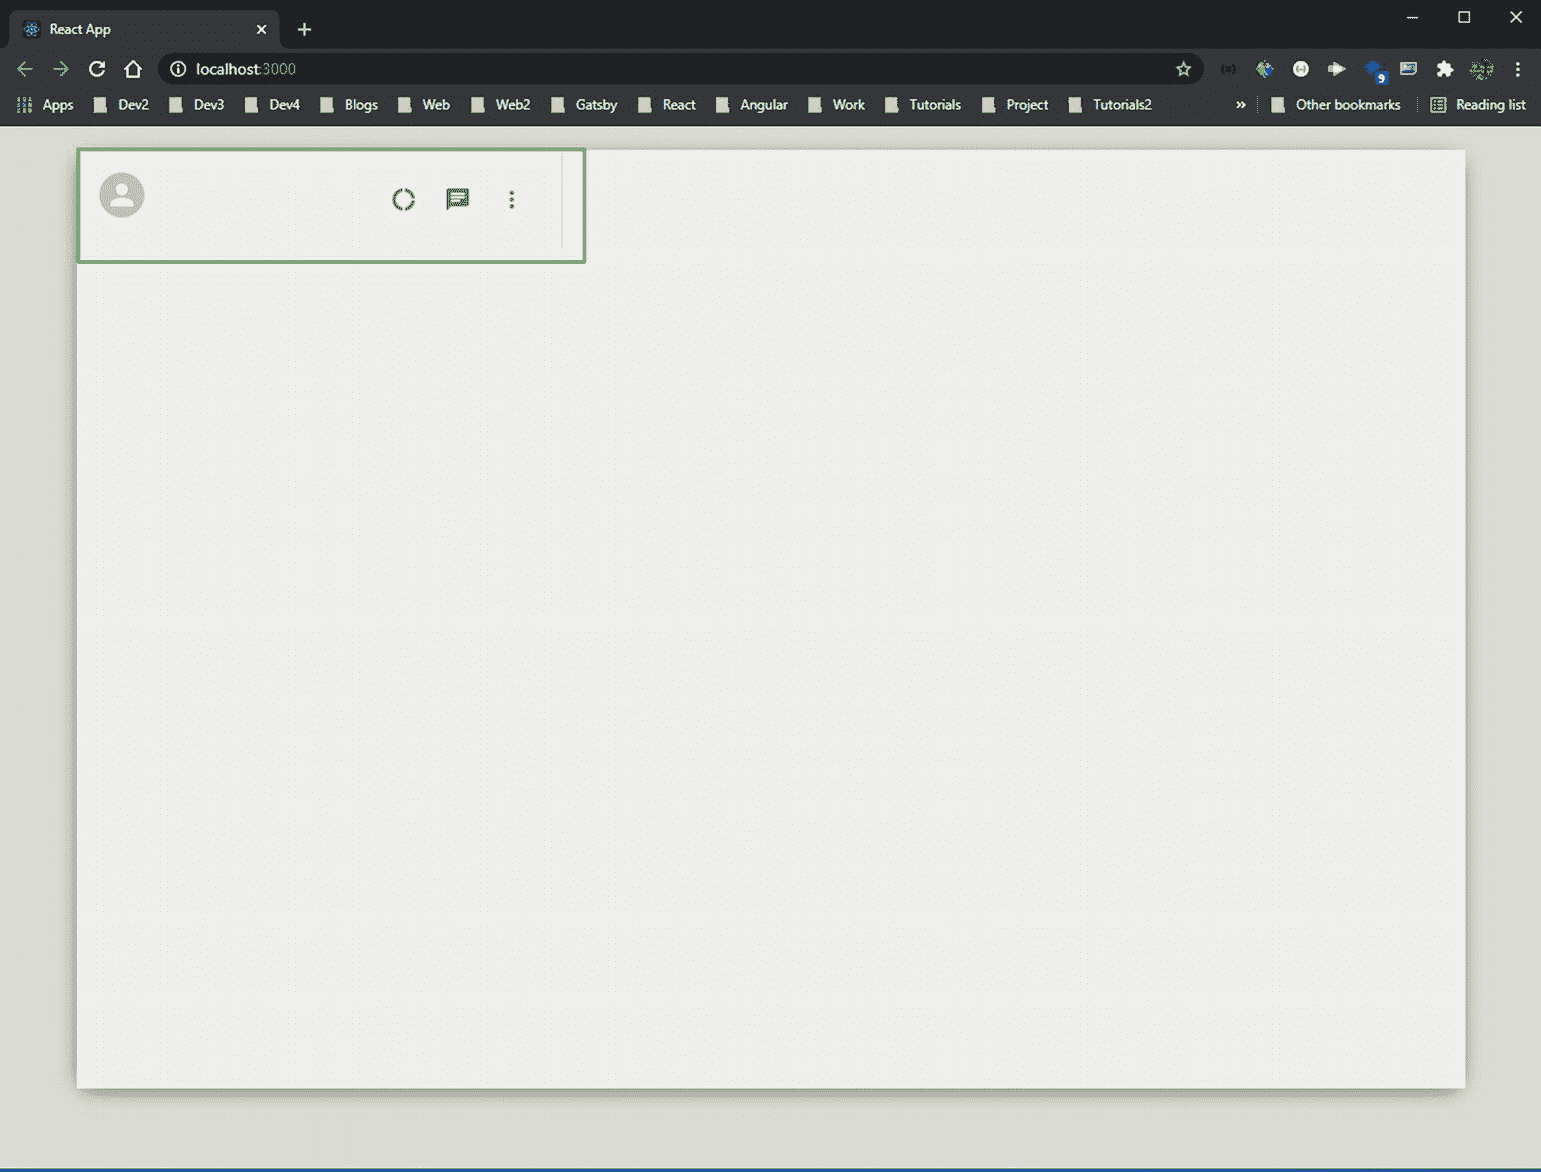 React App
localhost:3000
9
Apps Dev2 Dev3 Dev4 Blogs Web Web2 Gatsby React Angular Work Tutorials Project Tutorials2 » Other bookmarks Reading list